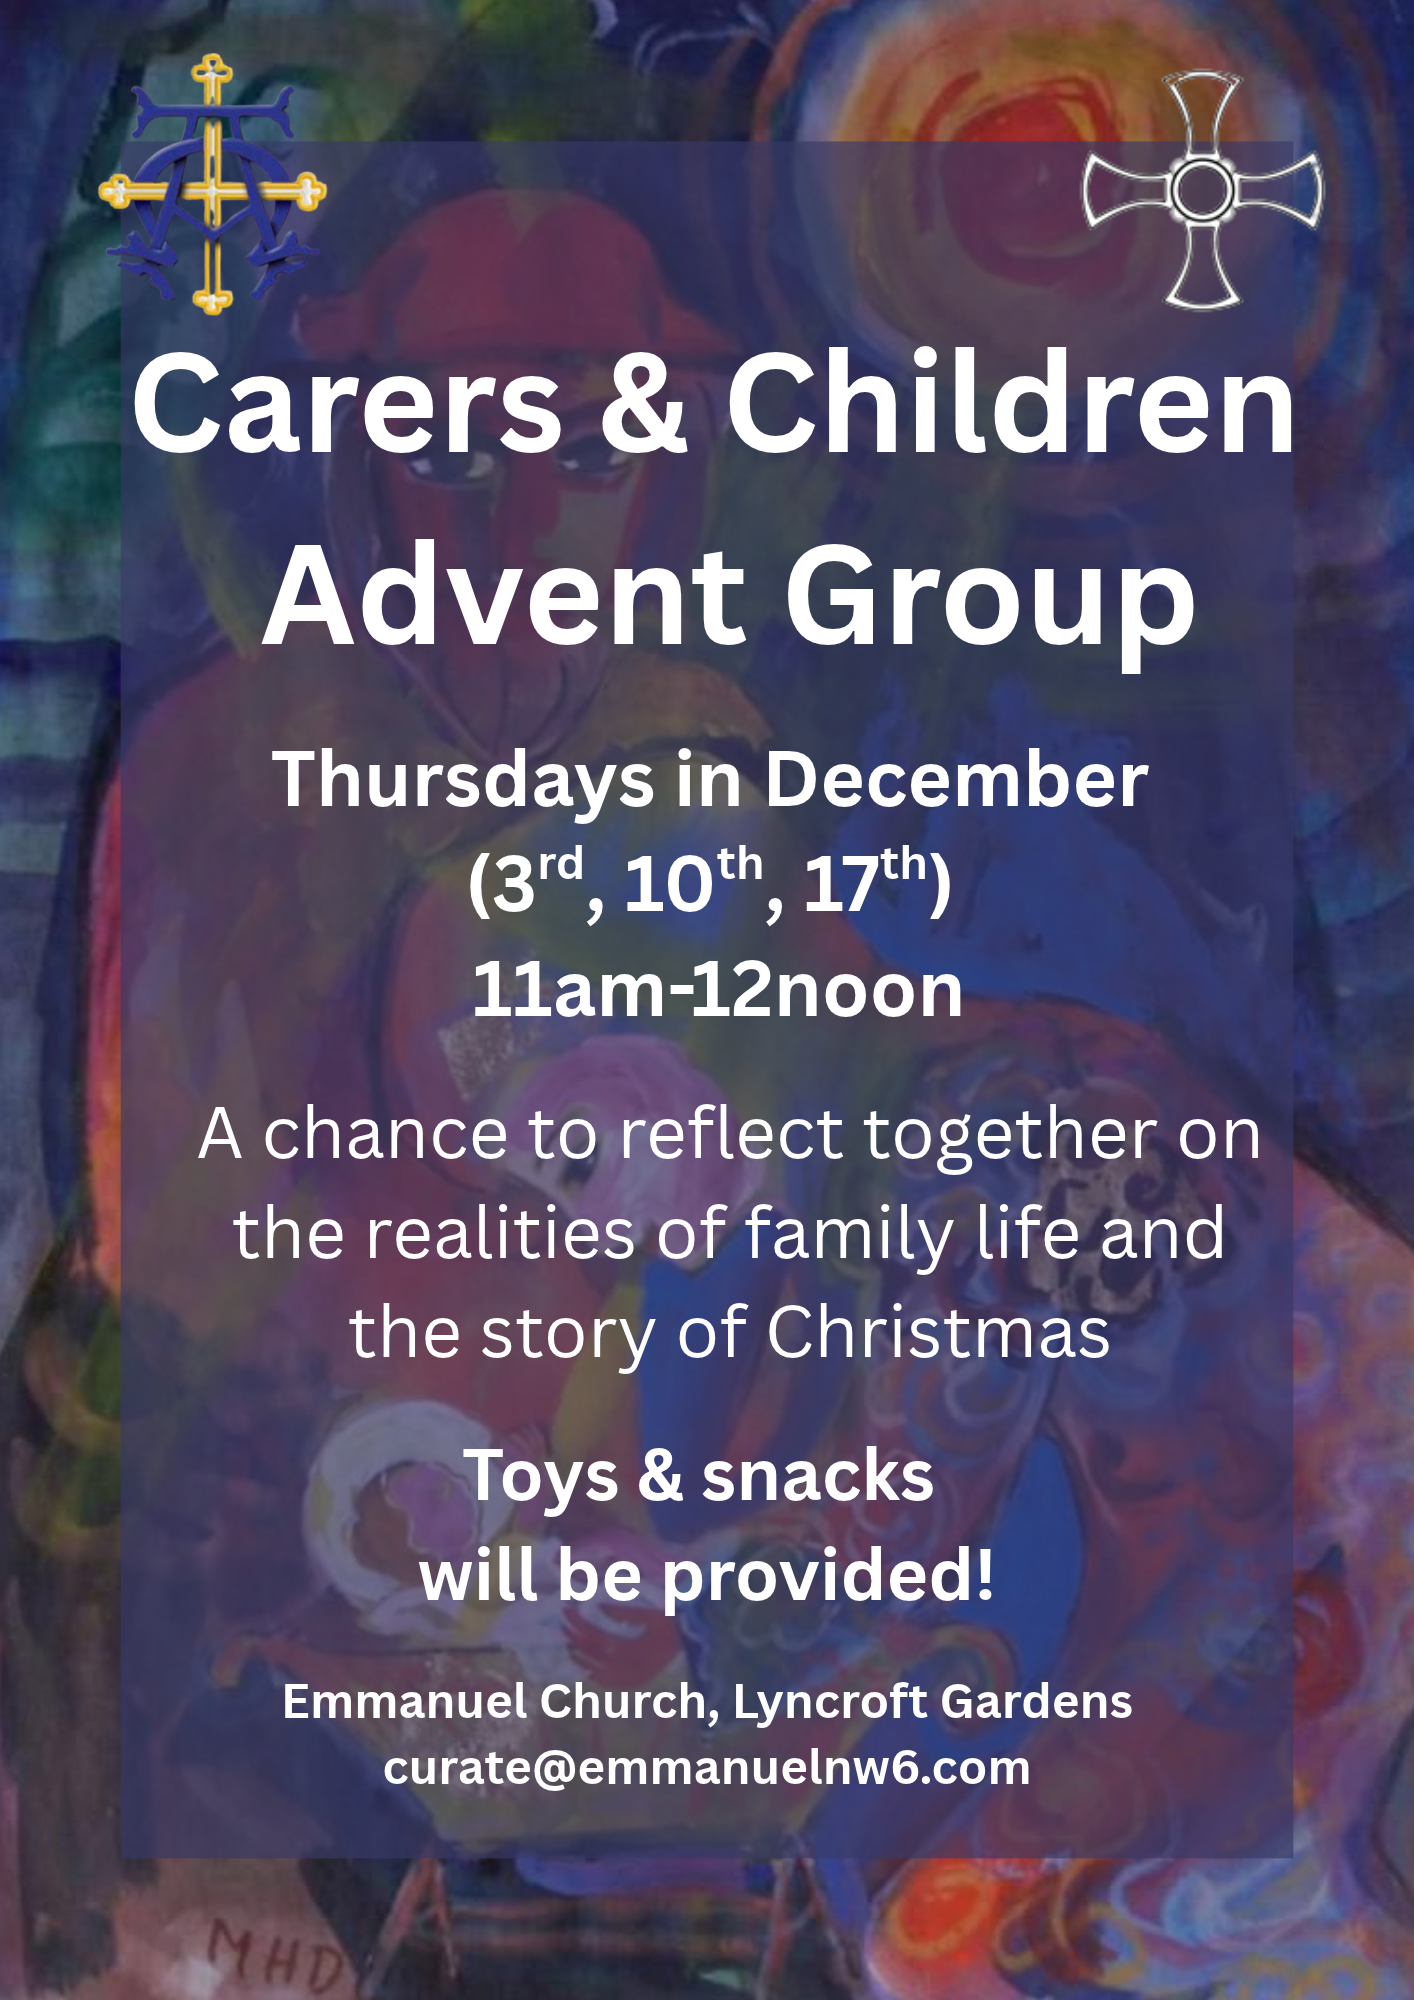 Carers & Children
Advent Group
Thursdays in December
(3rd, 10th, 17th)
11am-12noon
A chance to reflect together on
the realities of family life and
the story of Christmas
Toys & snacks
will be provided!
Emmanuel Church, Lyncroft Gardens
curate@emmanuelnw6.com
MHD